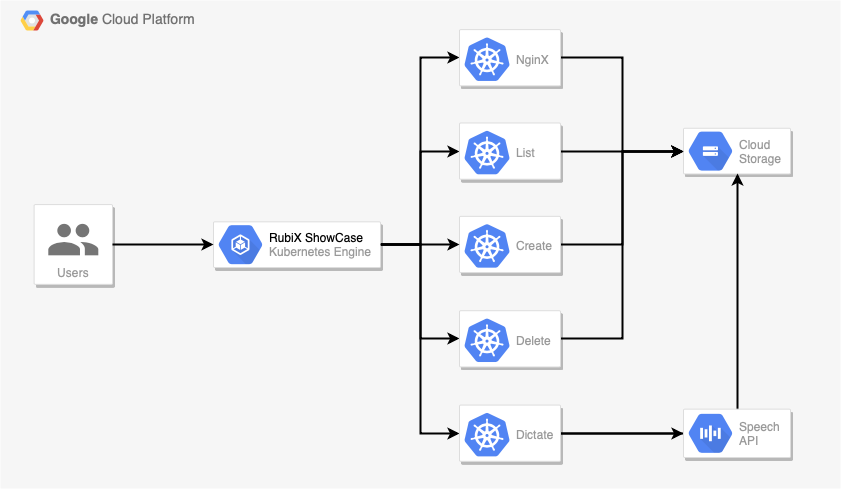 Google Cloud Platform
NginX
List
Cloud
Storage
Users
RubiX ShowCase
Kubernetes Engine
Create
Delete
Dictate
Speech
API